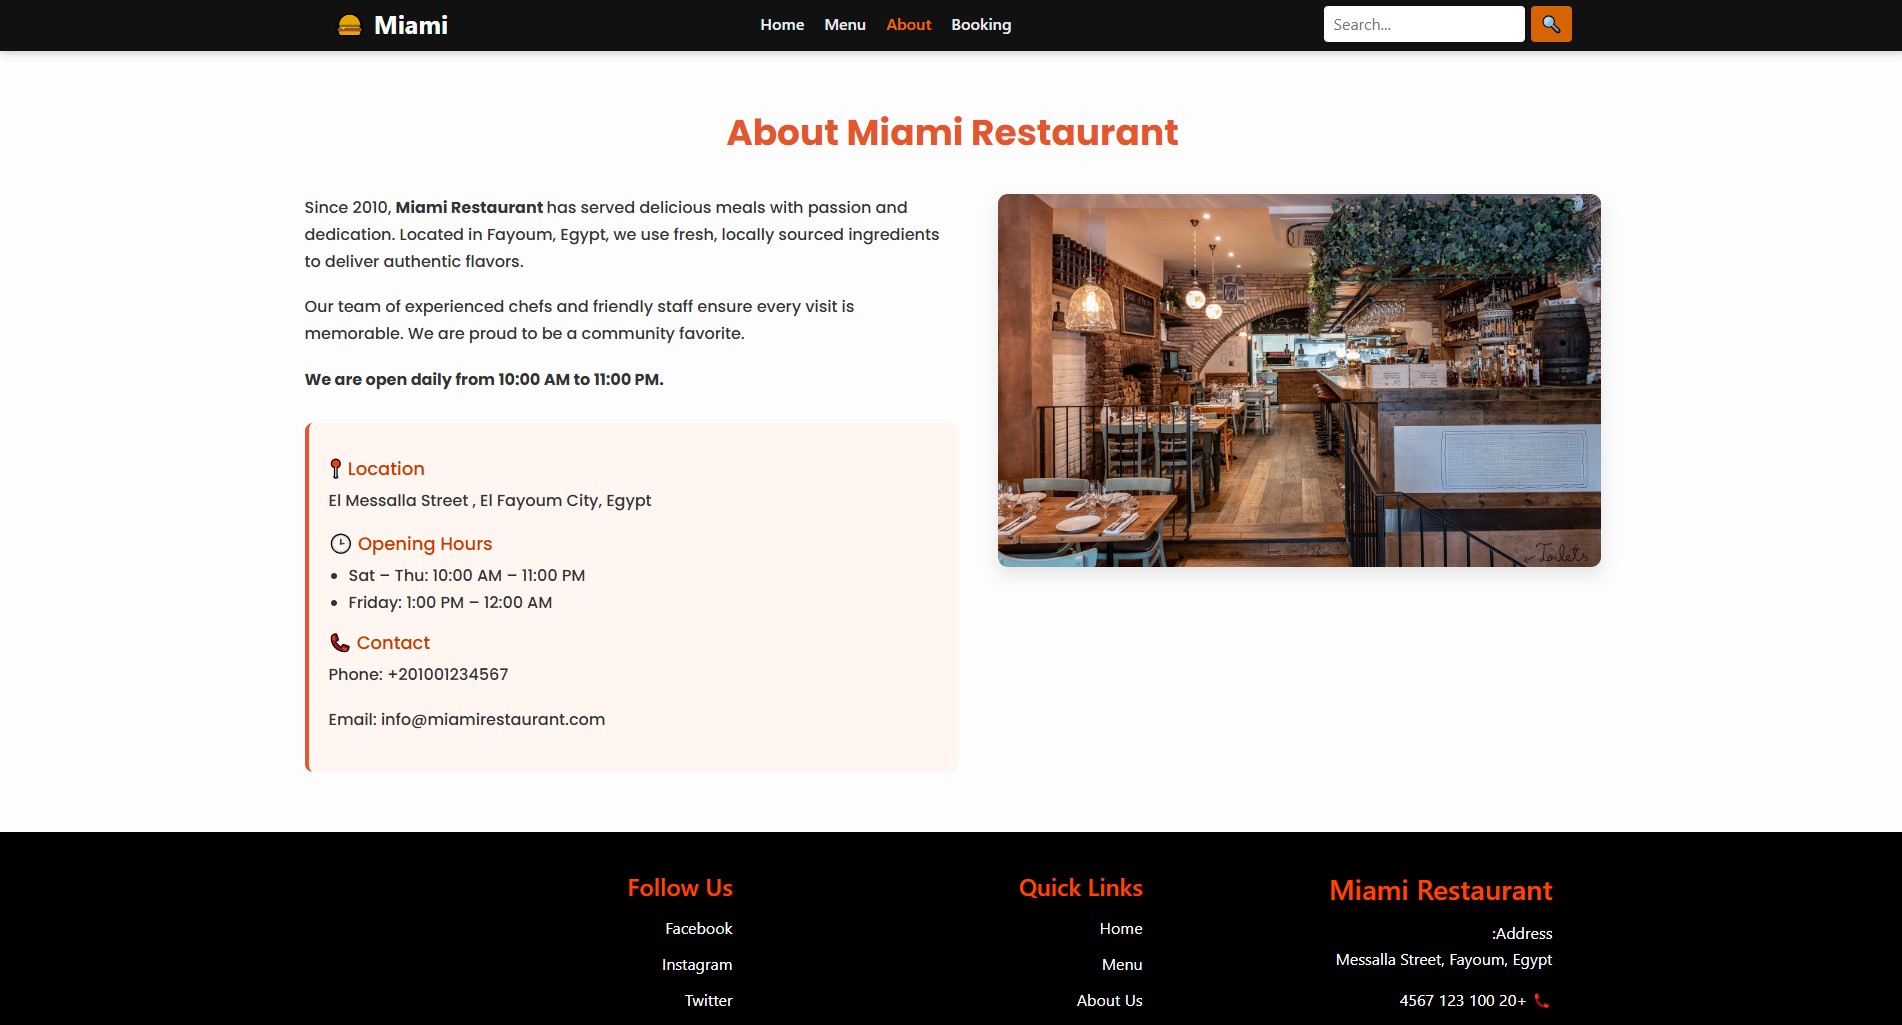 🍔 Miami
Home Menu About Booking
Search...
About Miami Restaurant
Since 2010, Miami Restaurant has served delicious meals with passion and
dedication. Located in Fayoum, Egypt, we use fresh, locally sourced ingredients
to deliver authentic flavors.
Our team of experienced chefs and friendly staff ensure every visit is
memorable. We are proud to be a community favorite.
We are open daily from 10:00 AM to 11:00 PM.
📍 Location
El Messalla Street , El Fayoum City, Egypt
🕒 Opening Hours
• Sat – Thu: 10:00 AM – 11:00 PM
• Friday: 1:00 PM – 12:00 AM
📞 Contact
Phone: +201001234567
Email: info@miamirestaurant.com
Toilets
Follow Us
Facebook
Instagram
Twitter
Quick Links
Home
Menu
About Us
Miami Restaurant
:Address
Messalla Street, Fayoum, Egypt
4567 123 100 20+ 📞